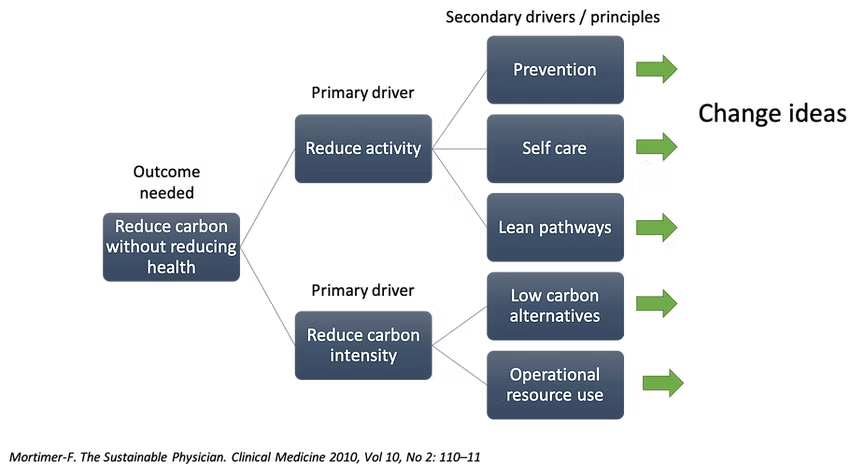 Secondary drivers / principles
Prevention
Primary driver
Change ideas
Reduce activity
Self care
Outcome
needed
Reduce carbon
without reducing
health
Lean pathways
Primary driver
Low carbon
alternatives
Reduce carbon
intensity
Operational
resource use
Mortimer-F. The Sustainable Physician. Clinical Medicine 2010, Vol 10, No 2: 110–11